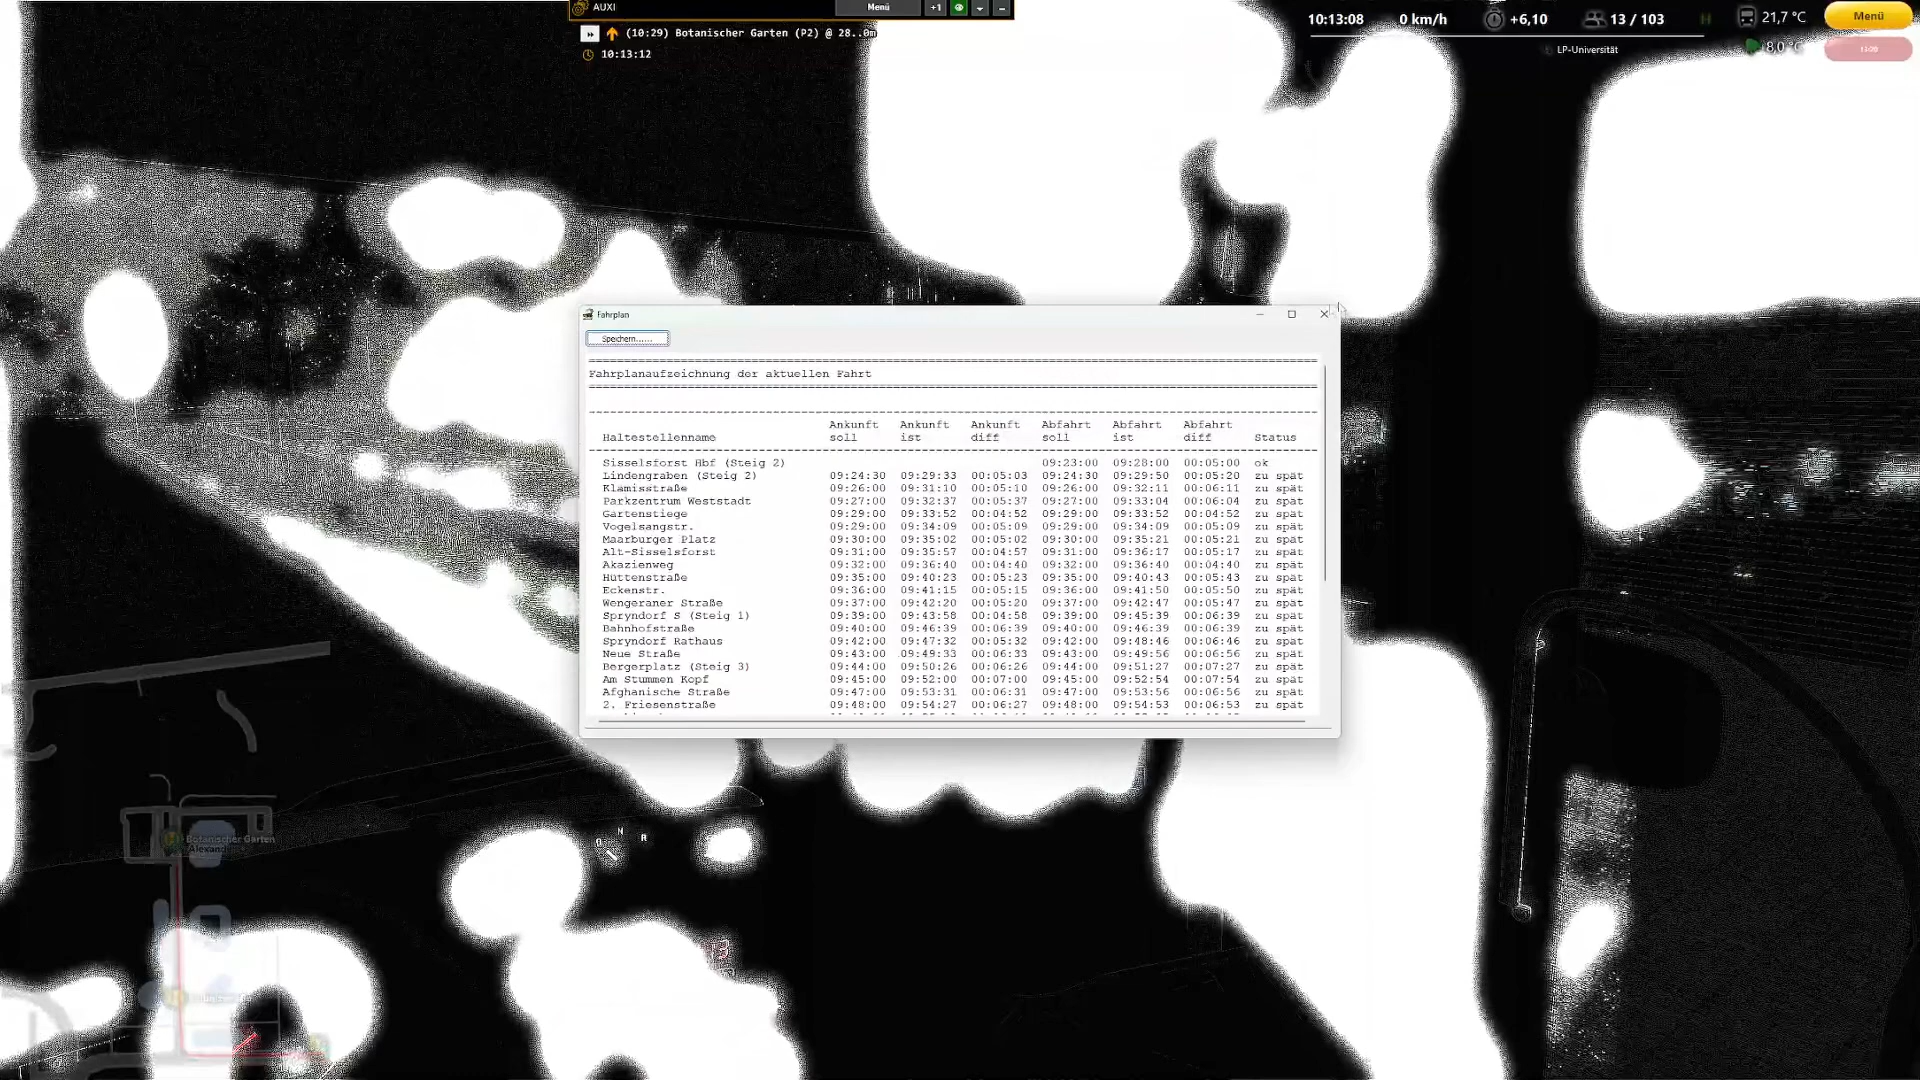 AUXI Menü +1
(10:29) Botanischer Garten (P2) @ 28..0m
10:13:12
10:13:08 0 km/h +6,10 13 / 103 H 21,7 °C Menü
LP-Universität 8,0 °C
Fahrplan
Speichern......
Fahrplanaufzeichnung der aktuellen Fahrt
Ankunft Ankunft Ankunft Abfahrt Abfahrt Abfahrt
Haltestellenname soll ist diff soll ist diff Status
Sisselsforst Hbf (Steig 2) 09:23:00 09:28:00 00:05:00 ok
Lindengraben (Steig 2) 09:24:30 09:29:33 00:05:03 09:24:30 09:29:50 00:05:20 zu spät
Klamisstraße 09:26:00 09:31:10 00:05:10 09:26:00 09:32:11 00:06:11 zu spät
Parkzentrum Weststadt 09:27:00 09:32:37 00:05:37 09:27:00 09:33:04 00:06:04 zu spät
Gartenstiege 09:29:00 09:33:52 00:04:52 09:29:00 09:33:52 00:04:52 zu spät
Vogelsangstr. 09:29:00 09:34:09 00:05:09 09:29:00 09:34:09 00:05:09 zu spät
Maarburger Platz 09:30:00 09:35:02 00:05:02 09:30:00 09:35:21 00:05:21 zu spät
Alt-Sisselsforst 09:31:00 09:35:57 00:04:57 09:31:00 09:36:17 00:05:17 zu spät
Akazienweg 09:32:00 09:36:40 00:04:40 09:32:00 09:36:40 00:04:40 zu spät
Hüttenstraße 09:35:00 09:40:23 00:05:23 09:35:00 09:40:43 00:05:43 zu spät
Eckenstr. 09:36:00 09:41:15 00:05:15 09:36:00 09:41:50 00:05:50 zu spät
Wengeraner Straße 09:37:00 09:42:20 00:05:20 09:37:00 09:42:47 00:05:47 zu spät
Spryndorf S (Steig 1) 09:39:00 09:43:58 00:04:58 09:39:00 09:45:39 00:06:39 zu spät
Bahnhofstraße 09:40:00 09:46:39 00:06:39 09:40:00 09:46:39 00:06:39 zu spät
Spryndorf Rathaus 09:42:00 09:47:32 00:05:32 09:42:00 09:48:46 00:06:46 zu spät
Neue Straße 09:43:00 09:49:33 00:06:33 09:43:00 09:49:56 00:06:56 zu spät
Bergerplatz (Steig 3) 09:44:00 09:50:26 00:06:26 09:44:00 09:51:27 00:07:27 zu spät
Am Stummen Kopf 09:45:00 09:52:00 00:07:00 09:45:00 09:52:54 00:07:54 zu spät
Afghanische Straße 09:47:00 09:53:31 00:06:31 09:47:00 09:53:56 00:06:56 zu spät
2. Friesenstraße 09:48:00 09:54:27 00:06:27 09:48:00 09:54:53 00:06:53 zu spät
N
D R
Botanischer Garten